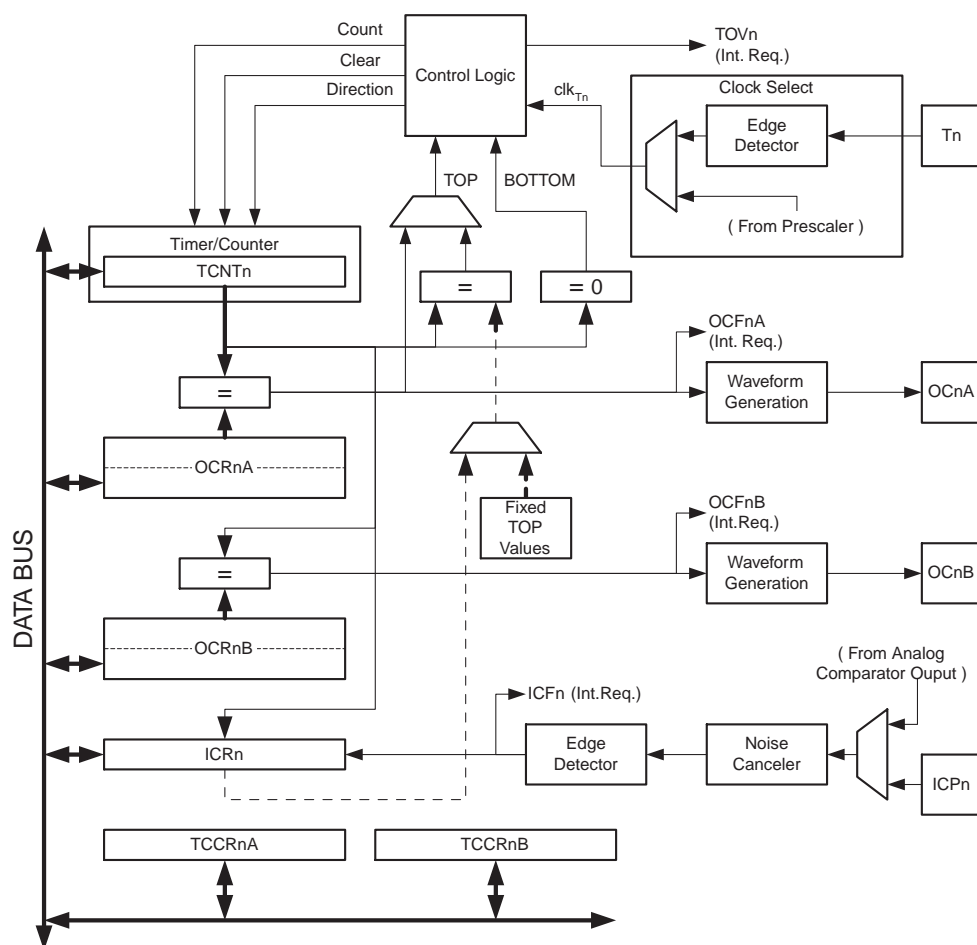 Count
Clear
Direction
Control Logic
TOVn
(Int. Req.)
clkTn
Clock Select
Edge
Detector
Tn
( From Prescaler )
TOP
BOTTOM
Timer/Counter
TCNTn
=
= 0
OCFnA
(Int. Req.)
=
Waveform
Generation
OCnA
OCRnA
Fixed
TOP
Values
OCFnB
(Int.Req.)
=
Waveform
Generation
OCnB
OCRnB
DATA BUS
( From Analog
Comparator Ouput )
ICFn (Int.Req.)
ICRn
Edge
Detector
Noise
Canceler
ICPn
TCCRnA
TCCRnB